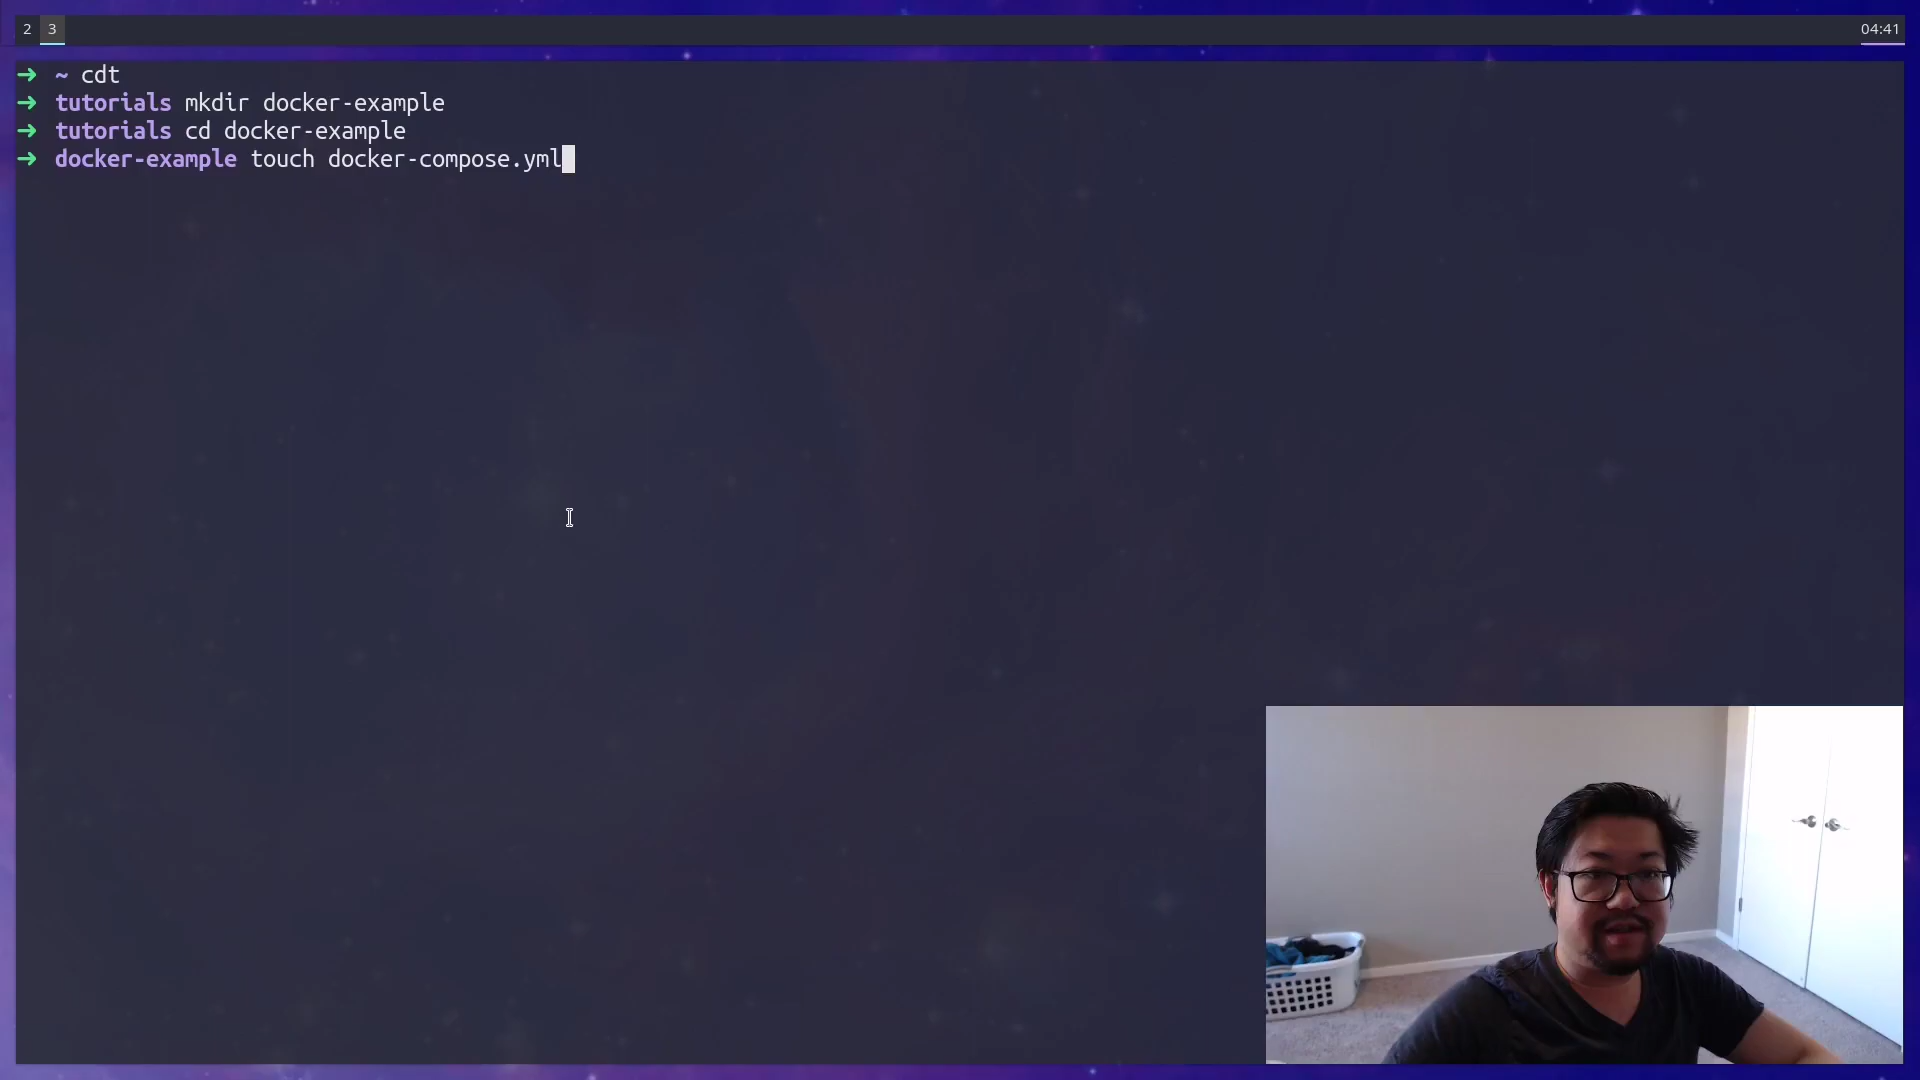 2 3 04:41
➜ ~ cdt
➜ tutorials mkdir docker-example
➜ tutorials cd docker-example
➜ docker-example touch docker-compose.yml